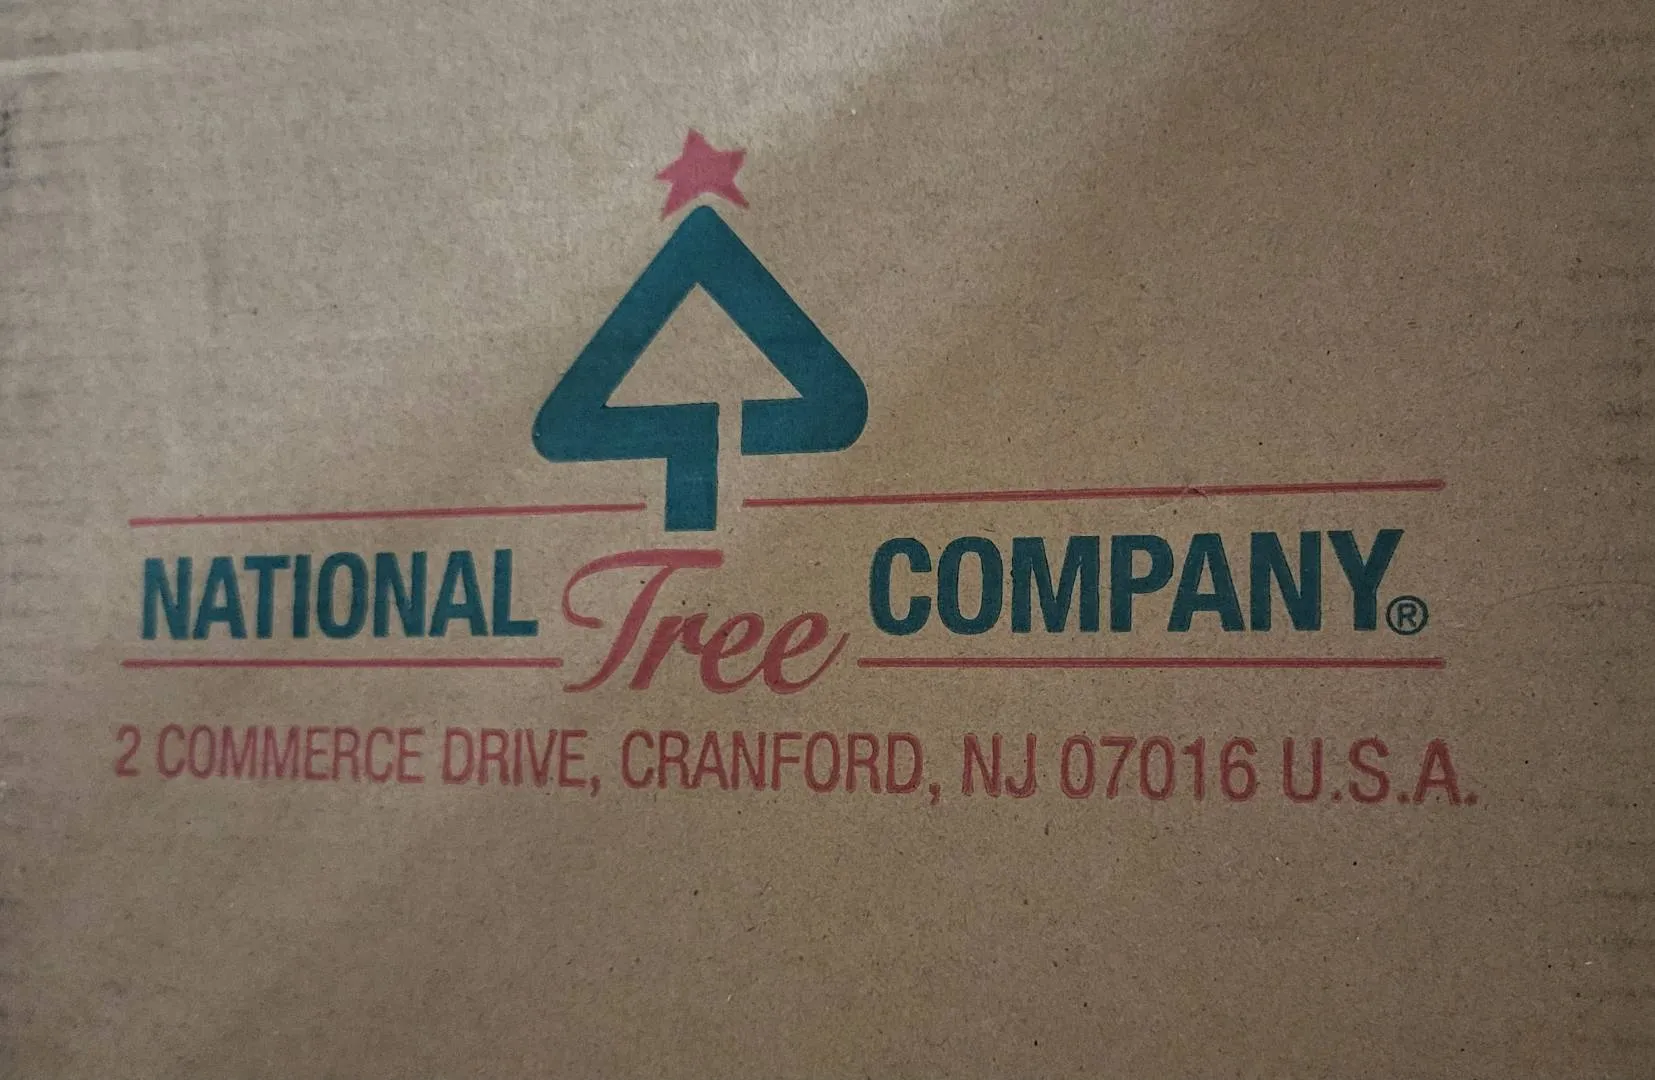 NATIONAL Tree COMPANY®
2 COMMERCE DRIVE, CRANFORD, NJ 07016 U.S.A.